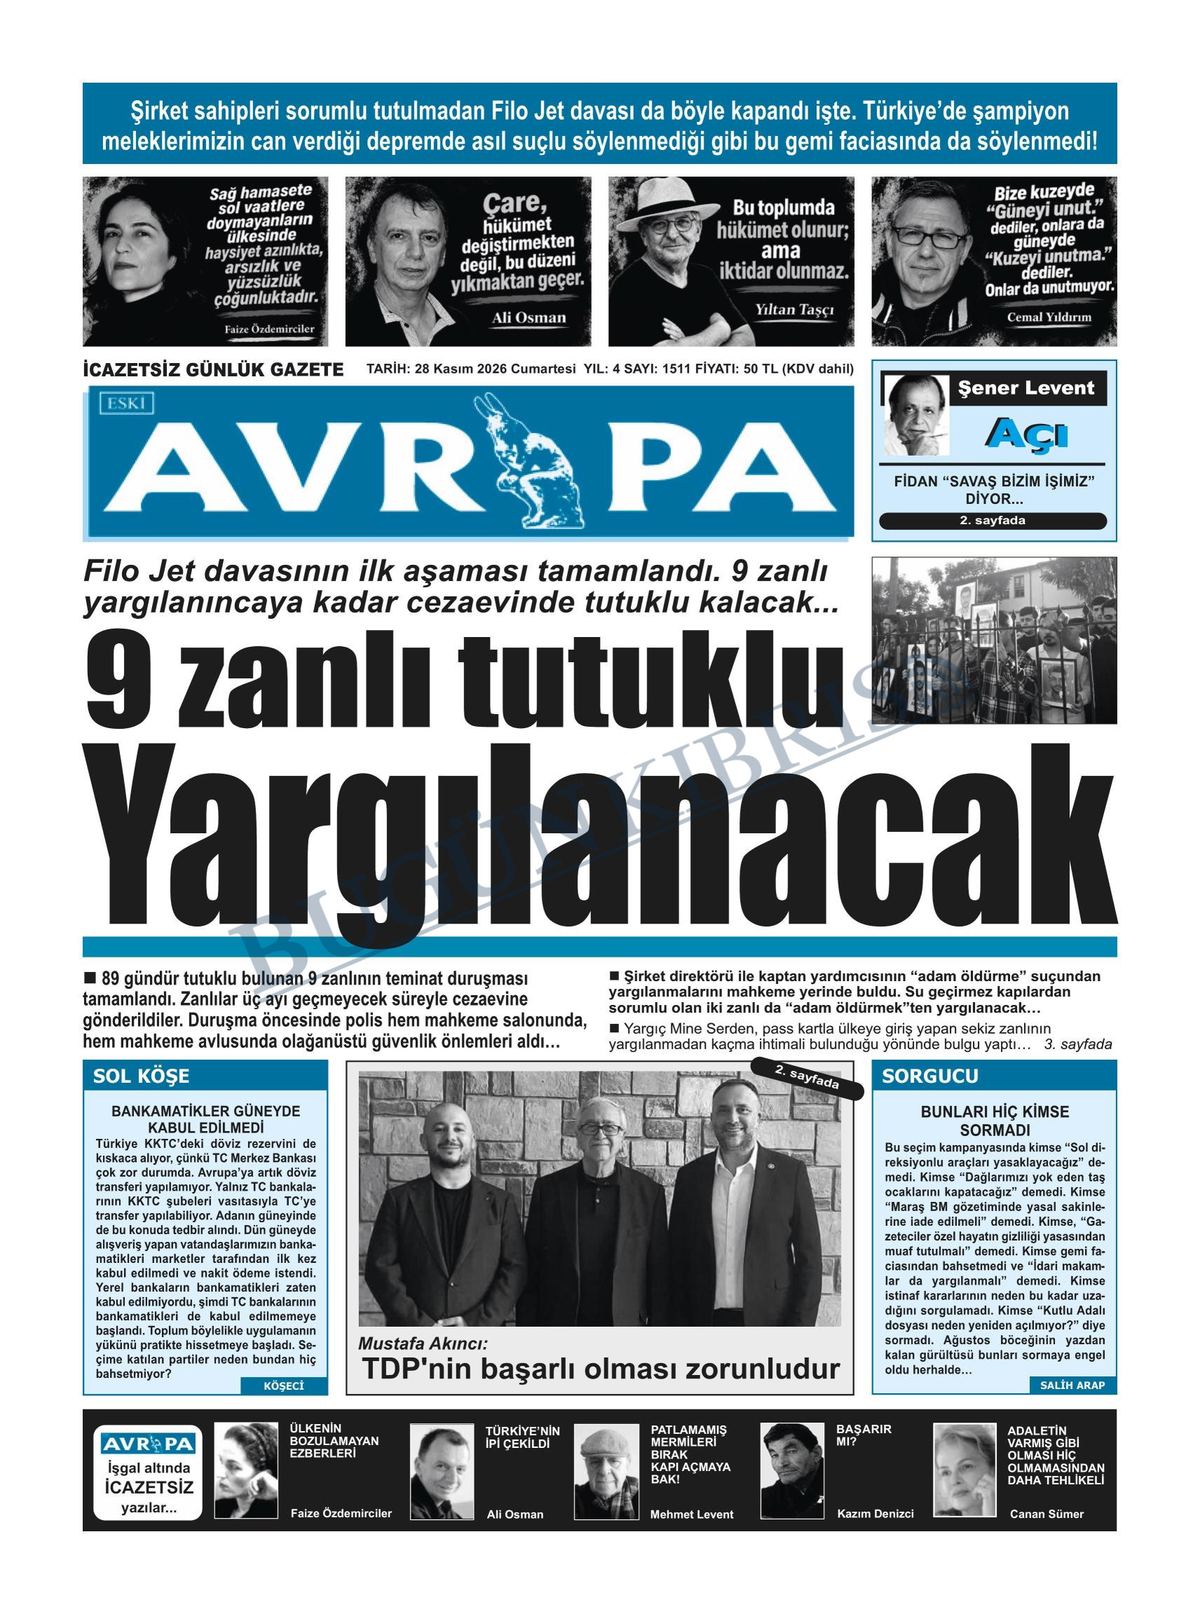 Şirket sahipleri sorumlu tutulmadan Filo Jet davası da böyle kapandı işte. Türkiye’de şampiyon
meleklerimizin can verdiği depremde asıl suçlu söylenmediği gibi bu gemi faciasında da söylenmedi!
Sağ hamasete
sol vaatlere
doymayanların
ülkesinde
haysiyet azınlıkta,
arsızlık ve
yüzsüzlük
çoğunluktadır.
Faize Özdemirciler
Çare,
hükümet
değiştirmekten
değil, bu düzeni
yıkmaktan geçer.
Ali Osman
Bu toplumda
hükümet olunur;
ama
iktidar olunmaz.
Yıltan Taşçı
Bize kuzeyde
“Güneyi unut.”
dediler, onlara da
güneyde
“Kuzeyi unutma.”
dediler.
Onlar da unutmuyor.
Cemal Yıldırım
İCAZETSİZ GÜNLÜK GAZETE TARİH: 28 Kasım 2026 Cumartesi YIL: 4 SAYI: 1511 FİYATI: 50 TL (KDV dahil)
ESKİ
AVR PA
Şener Levent
AÇI
FİDAN “SAVAŞ BİZİM İŞİMİZ”
DİYOR...
2. sayfada
Filo Jet davasının ilk aşaması tamamlandı. 9 zanlı
yargılanıncaya kadar cezaevinde tutuklu kalacak...
9 zanlı tutuklu
Yargılanacak
BUGÜNKIBRIS
■ 89 gündür tutuklu bulunan 9 zanlının teminat duruşması
tamamlandı. Zanlılar üç ayı geçmeyecek süreyle cezaevine
gönderildiler. Duruşma öncesinde polis hem mahkeme salonunda,
hem mahkeme avlusunda olağanüstü güvenlik önlemleri aldı…
■ Şirket direktörü ile kaptan yardımcısının “adam öldürme” suçundan
yargılanmalarını mahkeme yerinde buldu. Su geçirmez kapılardan
sorumlu olan iki zanlı da “adam öldürmek”ten yargılanacak…
■ Yargıç Mine Serden, pass kartla ülkeye giriş yapan sekiz zanlının
yargılanmadan kaçma ihtimali bulunduğu yönünde bulgu yaptı… 3. sayfada
SOL KÖŞE
BANKAMATİKLER GÜNEYDE
KABUL EDİLMEDİ
Türkiye KKTC’deki döviz rezervini de
kıskaca alıyor, çünkü TC Merkez Bankası
çok zor durumda. Avrupa’ya artık döviz
transferi yapılamıyor. Yalnız TC bankala-
rının KKTC şubeleri vasıtasıyla TC’ye
transfer yapılabiliyor. Adanın güneyinde
de bu konuda tedbir alındı. Dün güneyde
alışveriş yapan vatandaşlarımızın banka-
matikleri marketler tarafından ilk kez
kabul edilmedi ve nakit ödeme istendi.
Yerel bankaların bankamatikleri zaten
kabul edilmiyordu, şimdi TC bankalarının
bankamatikleri de kabul edilmemeye
başlandı. Toplum böylelikle uygulamanın
yükünü pratikte hissetmeye başladı. Se-
çime katılan partiler neden bundan hiç
bahsetmiyor?
KÖŞECİ
2. sayfada
Mustafa Akıncı:
TDP'nin başarlı olması zorunludur
SORGUCU
BUNLARI HİÇ KİMSE
SORMADI
Bu seçim kampanyasında kimse “Sol di-
reksiyonlu araçları yasaklayacağız” de-
medi. Kimse “Dağlarımızı yok eden taş
ocaklarını kapatacağız” demedi. Kimse
“Maraş BM gözetiminde yasal sakinle-
rine iade edilmeli” demedi. Kimse, “Ga-
zeteciler özel hayatın gizliliği yasasından
muaf tutulmalı” demedi. Kimse gemi fa-
ciasından bahsetmedi ve “İdari makam-
lar da yargılanmalı” demedi. Kimse
istinaf kararlarının neden bu kadar uza-
dığını sorgulamadı. Kimse “Kutlu Adalı
dosyası neden yeniden açılmıyor?” diye
sormadı. Ağustos böceğinin yazdan
kalan gürültüsü bunları sormaya engel
oldu herhalde…
SALİH ARAP
AVR PA
İşgal altında
İCAZETSİZ
yazılar...
ÜLKENİN
BOZULAMAYAN
EZBERLERİ
Faize Özdemirciler
TÜRKİYE’NİN
İPİ ÇEKİLDİ
Ali Osman
PATLAMAMIŞ
MERMİLERİ
BIRAK
KAPI AÇMAYA
BAK!
Mehmet Levent
BAŞARIR
MI?
Kazım Denizci
ADALETİN
VARMIŞ GİBİ
OLMASI HİÇ
OLMAMASINDAN
DAHA TEHLİKELİ
Canan Sümer